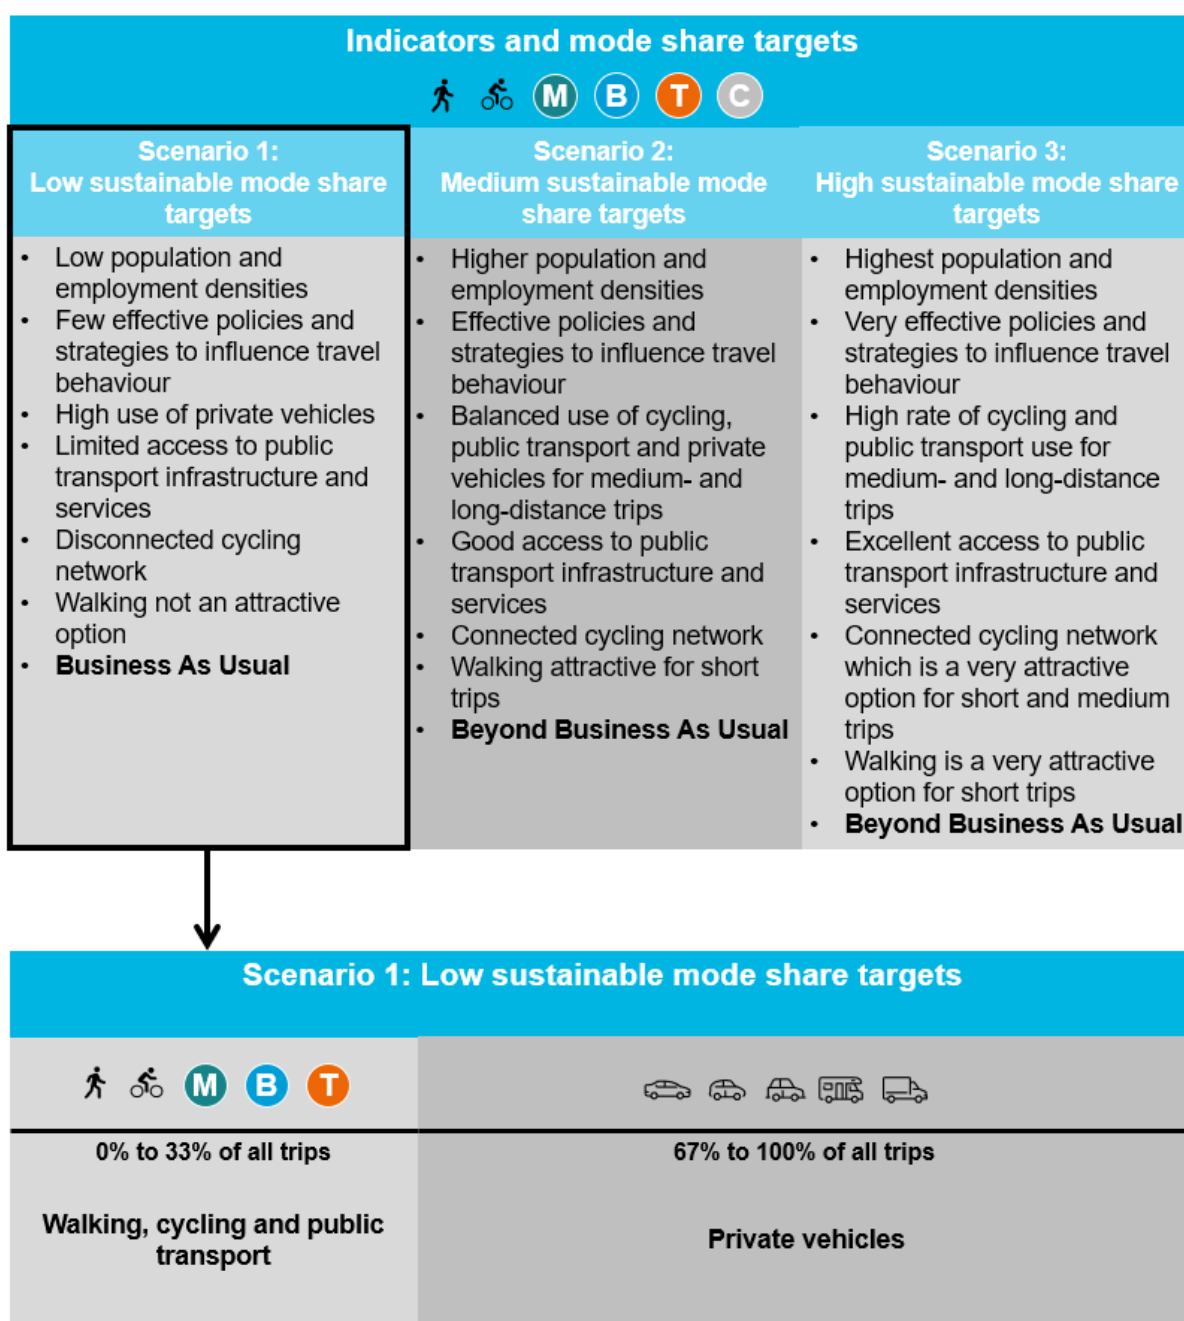 Indicators and mode share targets
M B T C
Scenario 1:
Low sustainable mode share
targets
• Low population and
employment densities
• Few effective policies and
strategies to influence travel
behaviour
• High use of private vehicles
• Limited access to public
transport infrastructure and
services
• Disconnected cycling
network
• Walking not an attractive
option
• Business As Usual
Scenario 2:
Medium sustainable mode
share targets
• Higher population and
employment densities
• Effective policies and
strategies to influence travel
behaviour
• Balanced use of cycling,
public transport and private
vehicles for medium- and
long-distance trips
• Good access to public
transport infrastructure and
services
• Connected cycling network
• Walking attractive for short
trips
• Beyond Business As Usual
Scenario 3:
High sustainable mode share
targets
• Highest population and
employment densities
• Very effective policies and
strategies to influence travel
behaviour
• High rate of cycling and
public transport use for
medium- and long-distance
trips
• Excellent access to public
transport infrastructure and
services
• Connected cycling network
which is a very attractive
option for short and medium
trips
• Walking is a very attractive
option for short trips
• Beyond Business As Usual
Scenario 1: Low sustainable mode share targets
M B T
0% to 33% of all trips
Walking, cycling and public
transport
67% to 100% of all trips
Private vehicles